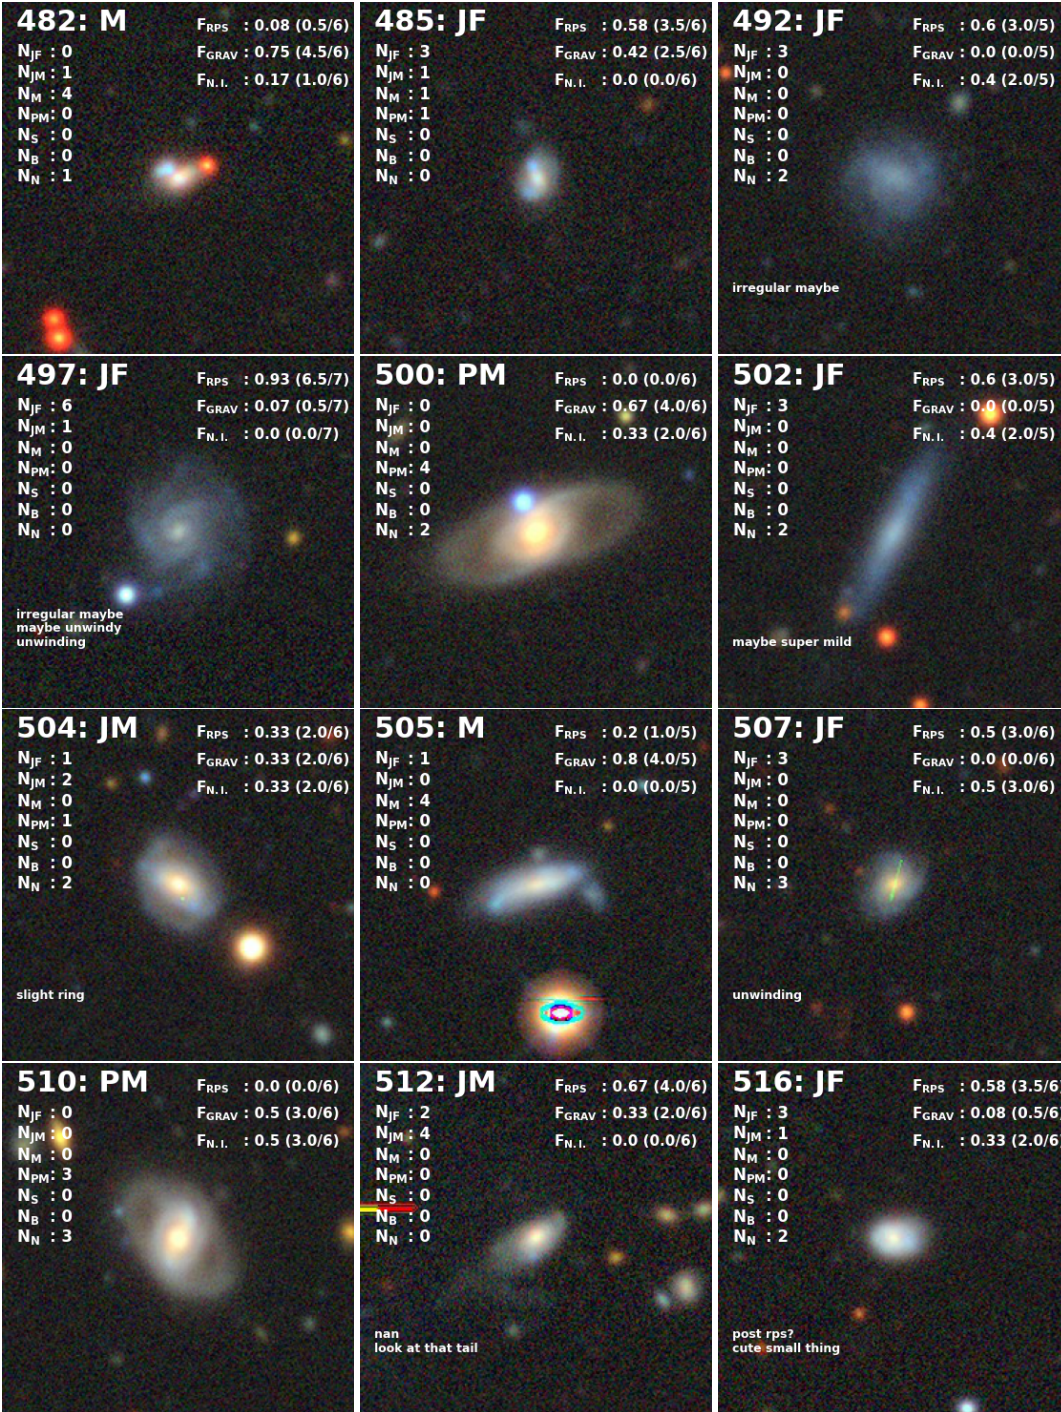 482: M
F_RPS : 0.08 (0.5/6)
F_GRAV : 0.75 (4.5/6)
F_N.I. : 0.17 (1.0/6)
N_JF : 0
N_JM : 1
N_M : 4
N_PM : 0
N_S : 0
N_B : 0
N_N : 1
485: JF
F_RPS : 0.58 (3.5/6)
F_GRAV : 0.42 (2.5/6)
F_N.I. : 0.0 (0.0/6)
N_JF : 3
N_JM : 1
N_M : 1
N_PM : 1
N_S : 0
N_B : 0
N_N : 0
492: JF
F_RPS : 0.6 (3.0/5)
F_GRAV : 0.0 (0.0/5)
F_N.I. : 0.4 (2.0/5)
N_JF : 3
N_JM : 0
N_M : 0
N_PM : 0
N_S : 0
N_B : 0
N_N : 2
irregular maybe
497: JF
F_RPS : 0.93 (6.5/7)
F_GRAV : 0.07 (0.5/7)
F_N.I. : 0.0 (0.0/7)
N_JF : 6
N_JM : 1
N_M : 0
N_PM : 0
N_S : 0
N_B : 0
N_N : 0
irregular maybe
maybe unwindy
unwinding
500: PM
F_RPS : 0.0 (0.0/6)
F_GRAV : 0.67 (4.0/6)
F_N.I. : 0.33 (2.0/6)
N_JF : 0
N_JM : 0
N_M : 0
N_PM : 4
N_S : 0
N_B : 0
N_N : 2
502: JF
F_RPS : 0.6 (3.0/5)
F_GRAV : 0.0 (0.0/5)
F_N.I. : 0.4 (2.0/5)
N_JF : 3
N_JM : 0
N_M : 0
N_PM : 0
N_S : 0
N_B : 0
N_N : 2
maybe super mild
504: JM
F_RPS : 0.33 (2.0/6)
F_GRAV : 0.33 (2.0/6)
F_N.I. : 0.33 (2.0/6)
N_JF : 1
N_JM : 2
N_M : 0
N_PM : 1
N_S : 0
N_B : 0
N_N : 2
slight ring
505: M
F_RPS : 0.2 (1.0/5)
F_GRAV : 0.8 (4.0/5)
F_N.I. : 0.0 (0.0/5)
N_JF : 1
N_JM : 0
N_M : 4
N_PM : 0
N_S : 0
N_B : 0
N_N : 0
507: JF
F_RPS : 0.5 (3.0/6)
F_GRAV : 0.0 (0.0/6)
F_N.I. : 0.5 (3.0/6)
N_JF : 3
N_JM : 0
N_M : 0
N_PM : 0
N_S : 0
N_B : 0
N_N : 3
unwinding
510: PM
F_RPS : 0.0 (0.0/6)
F_GRAV : 0.5 (3.0/6)
F_N.I. : 0.5 (3.0/6)
N_JF : 0
N_JM : 0
N_M : 0
N_PM : 3
N_S : 0
N_B : 0
N_N : 3
512: JM
F_RPS : 0.67 (4.0/6)
F_GRAV : 0.33 (2.0/6)
F_N.I. : 0.0 (0.0/6)
N_JF : 2
N_JM : 4
N_M : 0
N_PM : 0
N_S : 0
N_B : 0
N_N : 0
nan
look at that tail
516: JF
F_RPS : 0.58 (3.5/6
F_GRAV : 0.08 (0.5/6
F_N.I. : 0.33 (2.0/6
N_JF : 3
N_JM : 1
N_M : 0
N_PM : 0
N_S : 0
N_B : 0
N_N : 2
post rps?
cute small thing